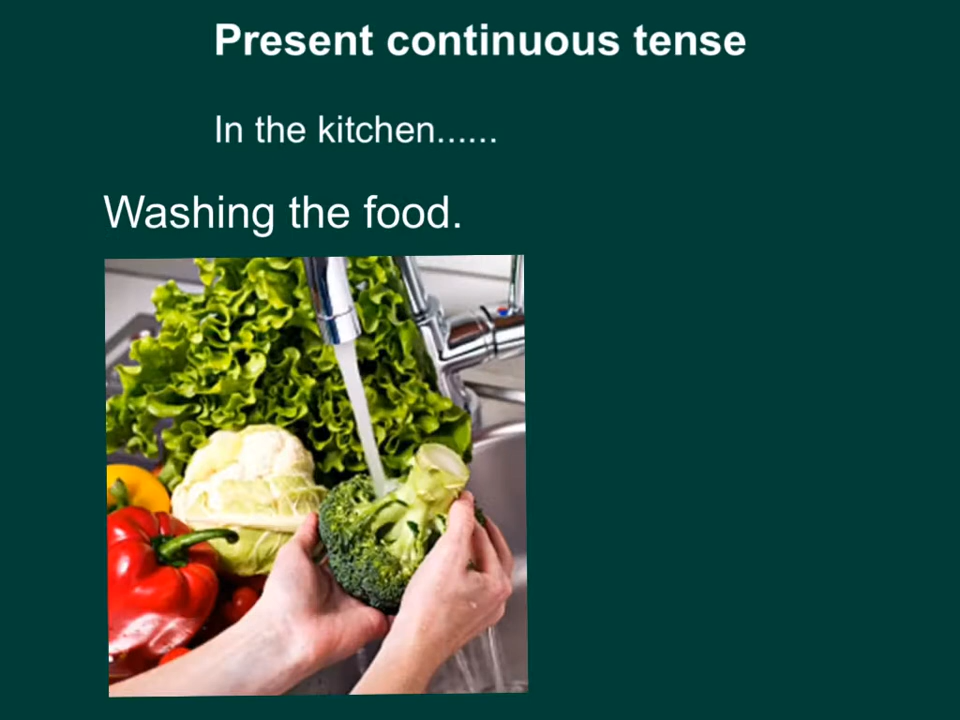 Present continuous tense
In the kitchen......
Washing the food.